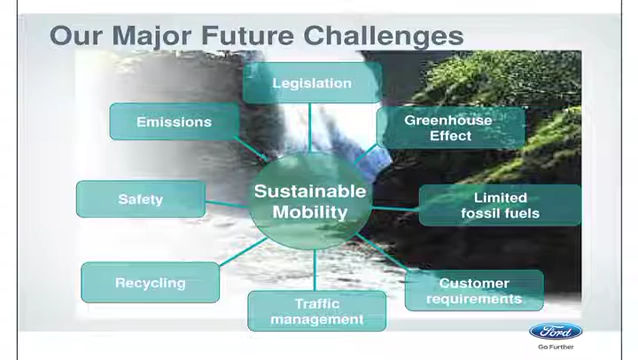 Our Major Future Challenges
Legislation
Emissions
Greenhouse
Effect
Safety
Sustainable
Mobility
Limited
fossil fuels
Recycling
Customer
requirements
Traffic
management
Ford
Go Further